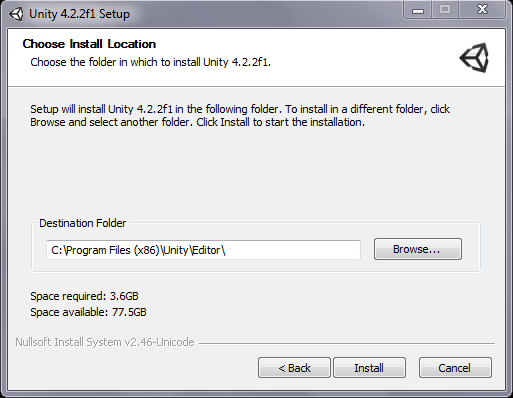 Unity 4.2.2f1 Setup
Choose Install Location
Choose the folder in which to install Unity 4.2.2f1.
Setup will install Unity 4.2.2f1 in the following folder. To install in a different folder, click
Browse and select another folder. Click Install to start the installation.
Destination Folder
C:\Program Files (x86)\Unity\Editor\
Browse...
Space required: 3.6GB
Space available: 77.5GB
Nullsoft Install System v2.46-Unicode
< Back
Install
Cancel